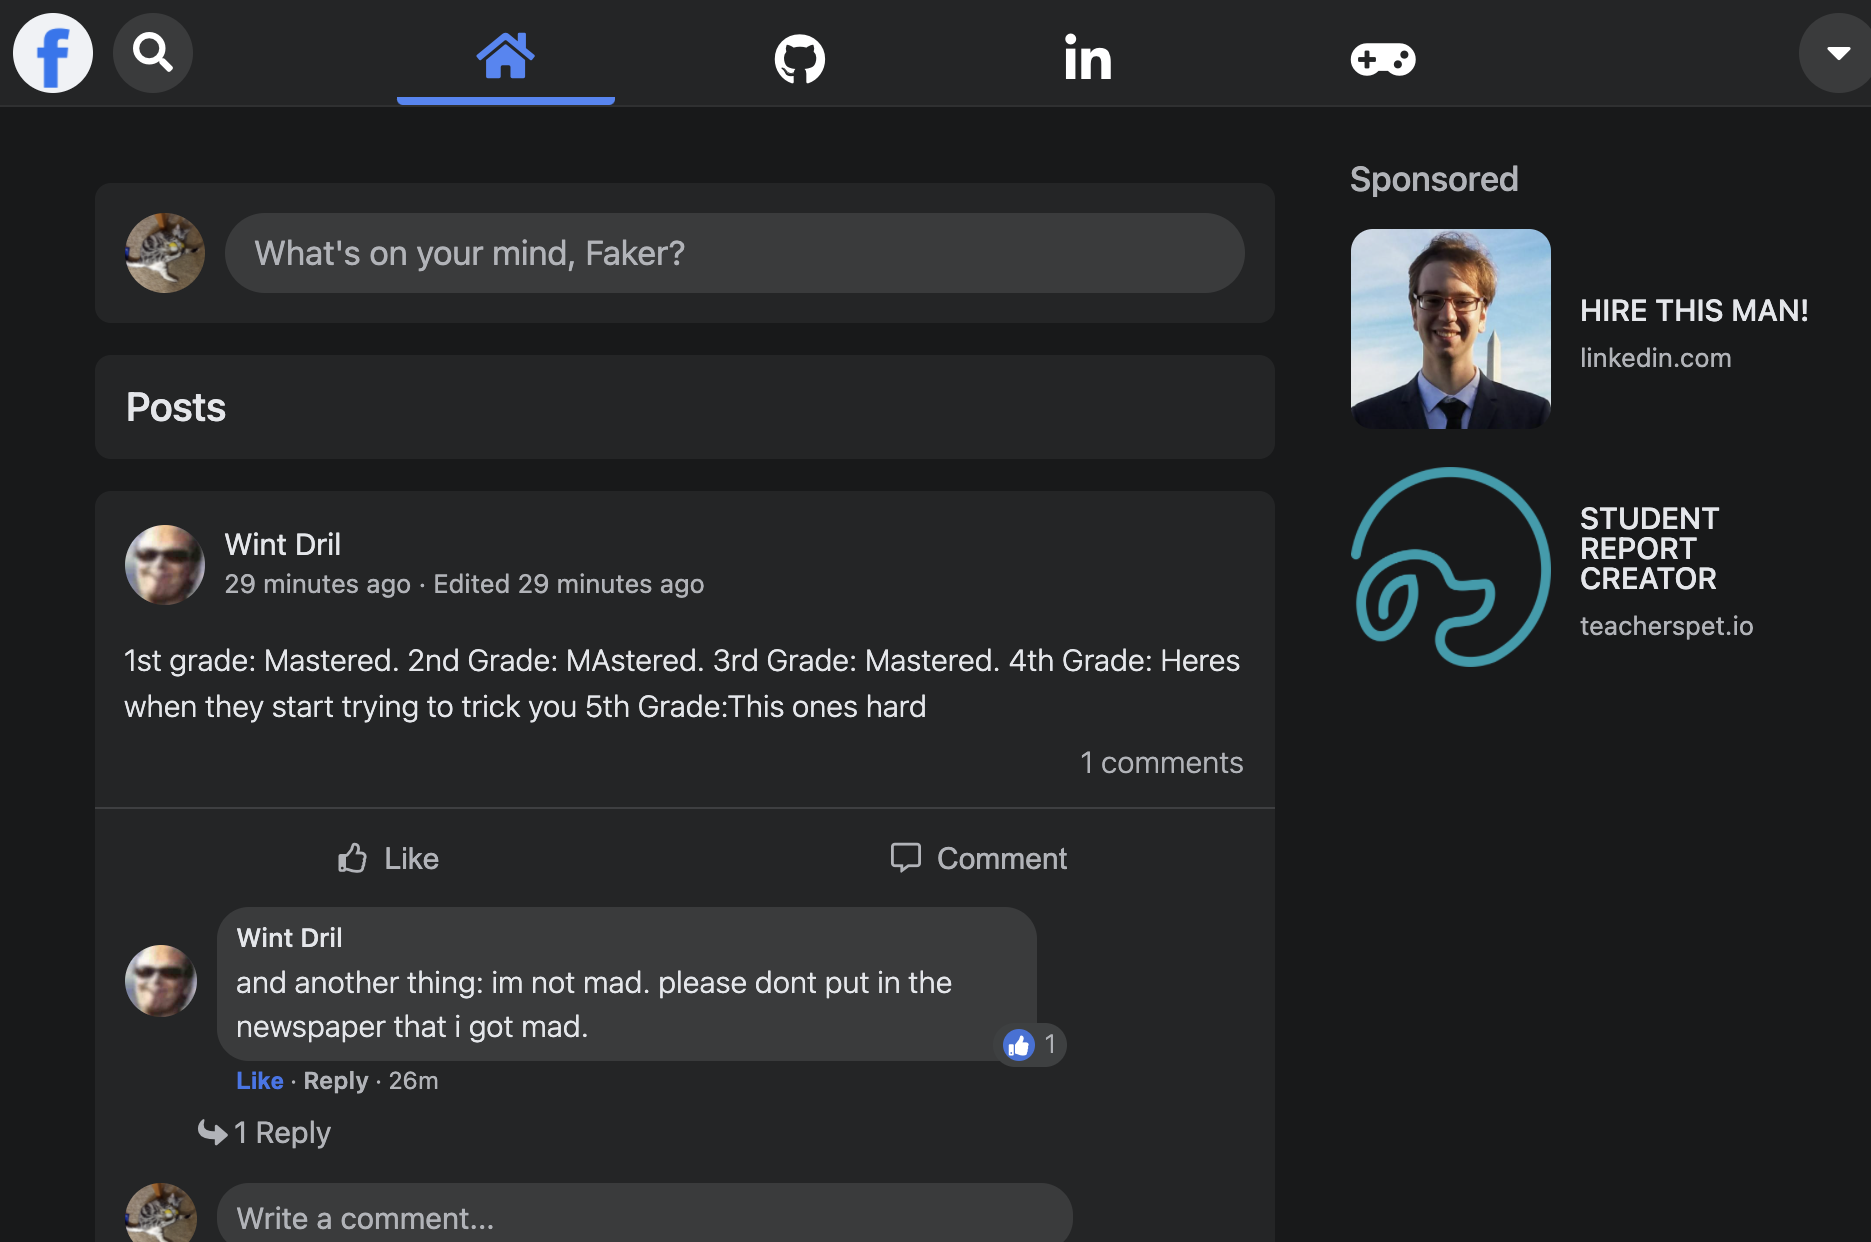 What's on your mind, Faker?
Posts
Wint Dril
29 minutes ago · Edited 29 minutes ago
1st grade: Mastered. 2nd Grade: MAstered. 3rd Grade: Mastered. 4th Grade: Heres
when they start trying to trick you 5th Grade:This ones hard
1 comments
Like
Comment
Wint Dril
and another thing: im not mad. please dont put in the
newspaper that i got mad.
1
Like · Reply · 26m
1 Reply
Write a comment...
Sponsored
HIRE THIS MAN!
linkedin.com
STUDENT
REPORT
CREATOR
teacherspet.io